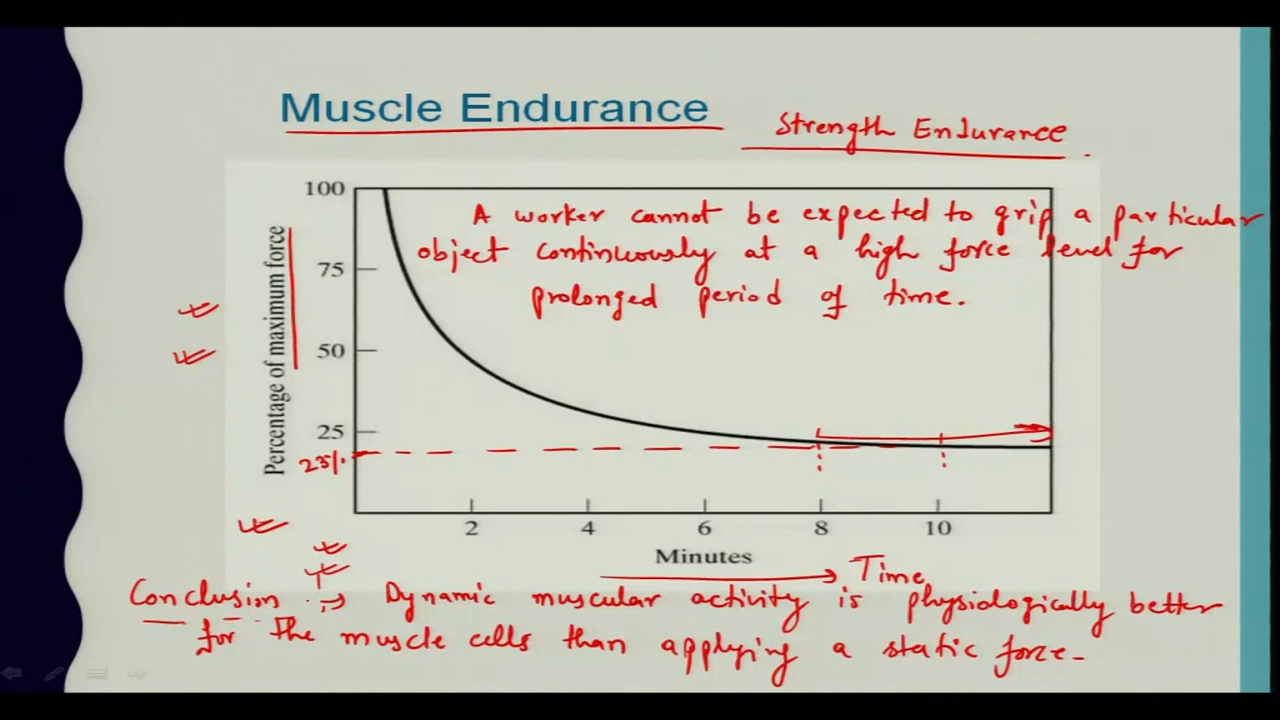 Muscle Endurance
Strength Endurance
A worker cannot be expected to grip a particular
object continuously at a high force level for
prolonged period of time.
Percentage of maximum force
100
75
50
25
23%
2 4 6 8 10
Minutes
Time
Conclusion :→ Dynamic muscular activity is physiologically better
for the muscle cells than applying a static force.